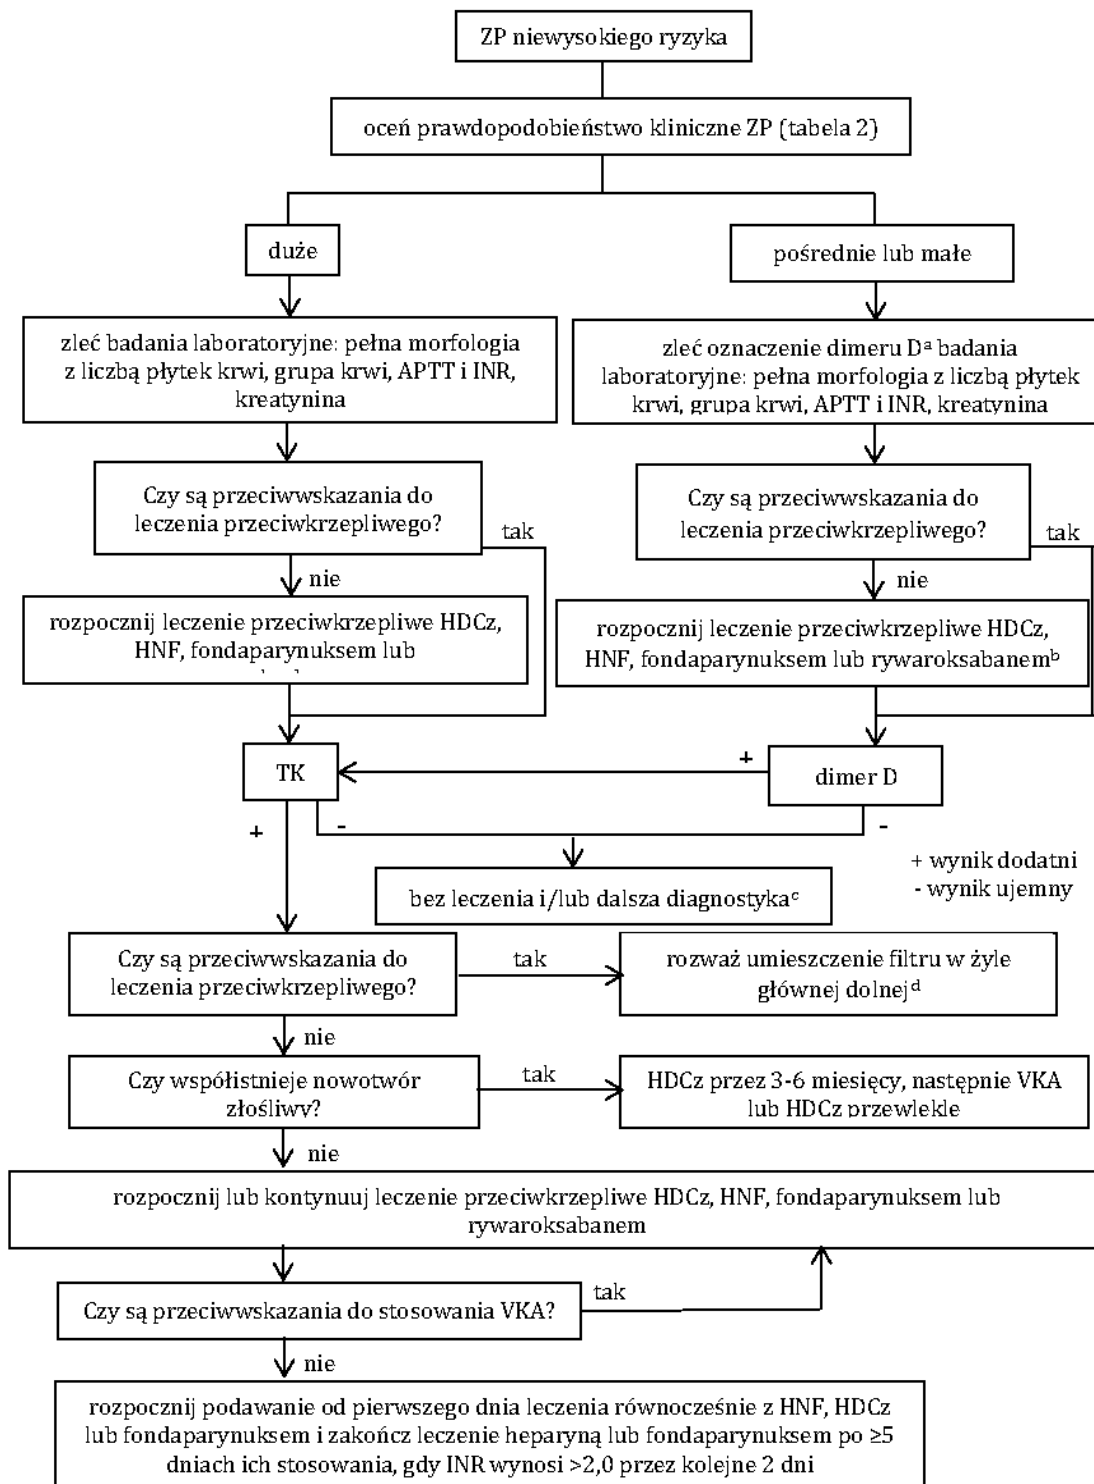 ZP niewysokiego ryzyka
oceń prawdopodobieństwo kliniczne ZP (tabela 2)
duże
pośrednie lub małe
zleć badania laboratoryjne: pełna morfologia
z liczbą płytek krwi, grupa krwi, APTT i INR,
kreatynina
zleć oznaczenie dimeru Dᵃ badania
laboratoryjne: pełna morfologia z liczbą płytek
krwi, grupa krwi, APTT i INR, kreatynina
Czy są przeciwwskazania do
leczenia przeciwkrzepliwego?
tak
nie
Czy są przeciwwskazania do
leczenia przeciwkrzepliwego?
tak
nie
rozpocznij leczenie przeciwkrzepliwe HDCz,
HNF, fondaparynuksem lub
rozpocznij leczenie przeciwkrzepliwe HDCz,
HNF, fondaparynuksem lub rywaroksabanemᵇ
TK
+
dimer D
+
-
-
+ wynik dodatni
- wynik ujemny
bez leczenia i/lub dalsza diagnostykaᶜ
Czy są przeciwwskazania do
leczenia przeciwkrzepliwego?
tak
rozważ umieszczenie filtru w żyle
głównej dolnejᵈ
nie
Czy współistnieje nowotwór
złośliwy?
tak
HDCz przez 3-6 miesięcy, następnie VKA
lub HDCz przewlekle
nie
rozpocznij lub kontynuuj leczenie przeciwkrzepliwe HDCz, HNF, fondaparynuksem lub
rywaroksabanem
Czy są przeciwwskazania do stosowania VKA?
tak
nie
rozpocznij podawanie od pierwszego dnia leczenia równocześnie z HNF, HDCz
lub fondaparynuksem i zakończ leczenie heparyną lub fondaparynuksem po ≥5
dniach ich stosowania, gdy INR wynosi >2,0 przez kolejne 2 dni